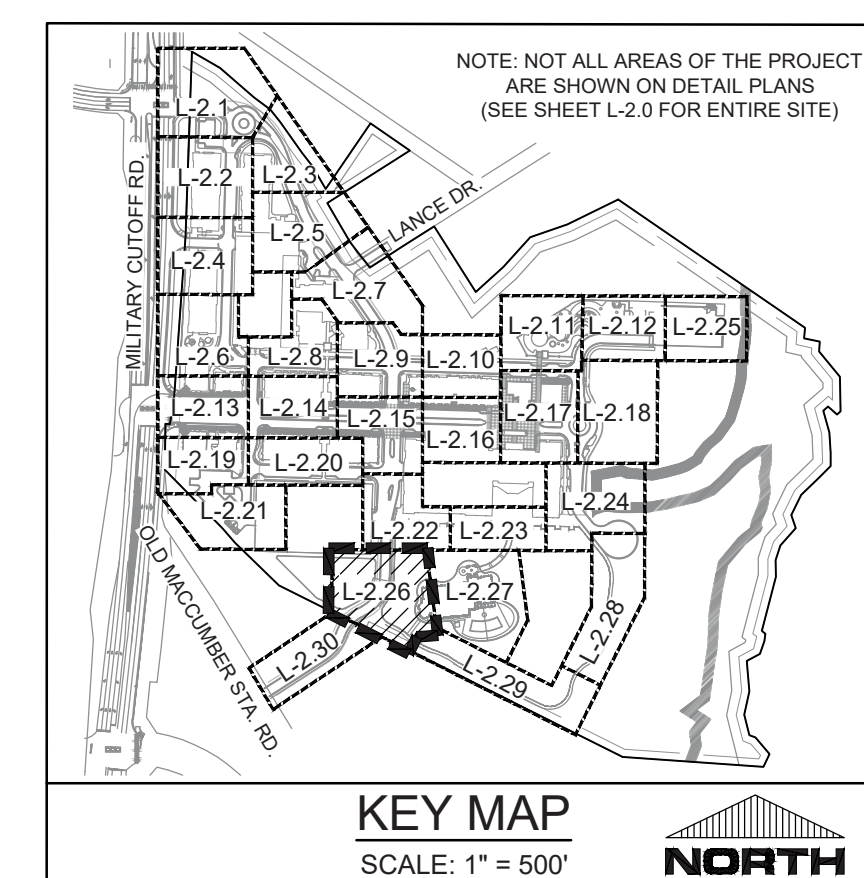 NOTE: NOT ALL AREAS OF THE PROJECT
ARE SHOWN ON DETAIL PLANS
(SEE SHEET L-2.0 FOR ENTIRE SITE)
L-2.1
L-2.2
L-2.3
MILITARY CUTOFF RD.
LANCE DR.
L-2.5
L-2.4
L-2.7
L-2.11
L-2.12
L-2.25
L-2.6
L-2.8
L-2.9
L-2.10
L-2.13
L-2.14
L-2.15
L-2.17
L-2.18
L-2.16
L-2.19
L-2.20
L-2.24
L-2.21
L-2.22
L-2.23
OLD MACCUMBER STA. RD.
L-2.26
L-2.27
L-2.28
L-2.30
L-2.29
KEY MAP
SCALE: 1" = 500'
NORTH